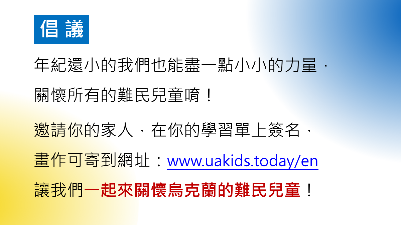 倡議
年紀還小的我們也能盡一點小小的力量，
關懷所有的難民兒童唷！
邀請你的家人，在你的學習單上簽名，
畫作可寄到網址：www.uakids.today/en
讓我們一起來關懷烏克蘭的難民兒童！